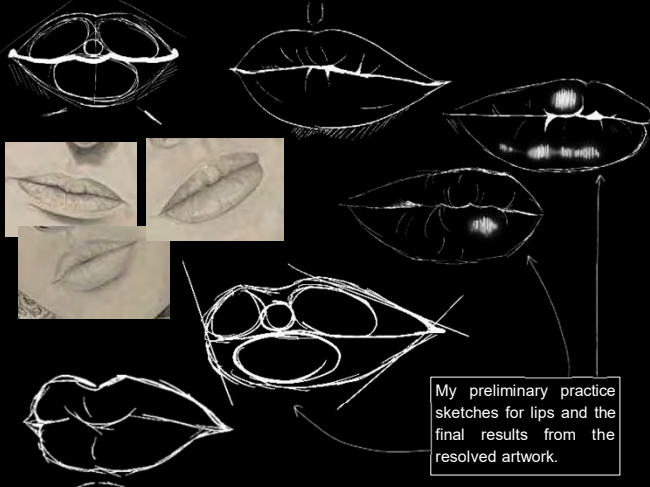 My preliminary practice
sketches for lips and the
final results from the
resolved artwork.